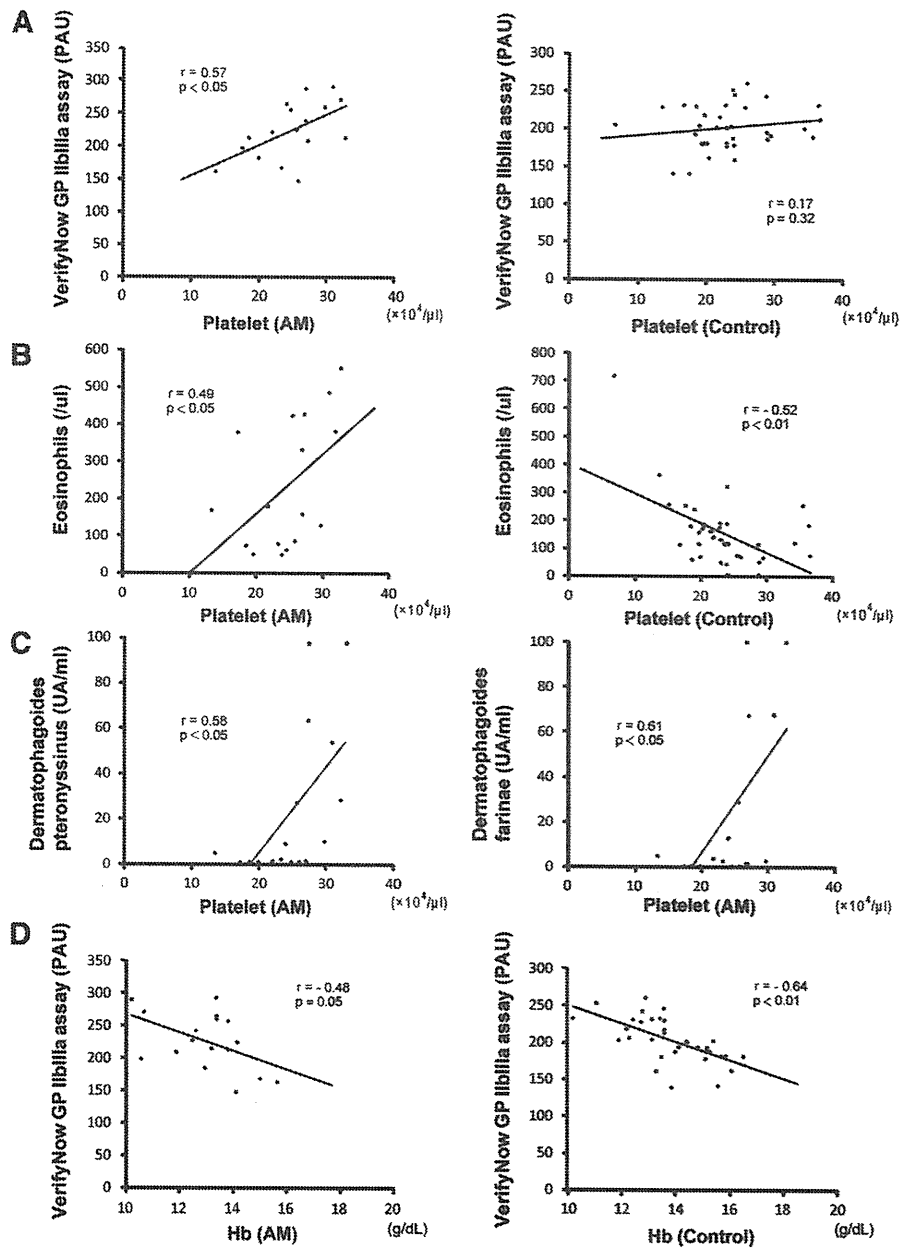 A
VerifyNow GP IIbIIIa assay (PAU)
350
300
250
200
150
100
50
0
r = 0.57
p < 0.05
0 10 20 30 40
Platelet (AM)
(×10⁴/µl)
VerifyNow GP IIbIIIa assay (PAU)
300
250
200
150
100
50
0
r = 0.17
p = 0.32
0 10 20 30 40
Platelet (Control)
(×10⁴/µl)
B
Eosinophils (/ul)
600
500
400
300
200
100
0
r = 0.49
p < 0.05
0 10 20 30 40
Platelet (AM)
(×10⁴/µl)
Eosinophils (/ul)
800
700
600
500
400
300
200
100
0
r = - 0.52
p < 0.01
0 10 20 30 40
Platelet (Control)
(×10⁴/µl)
C
Dermatophagoides
pteronyssinus (UA/ml)
100
80
60
40
20
0
r = 0.58
p < 0.05
0 10 20 30 40
Platelet (AM)
(×10⁴/µl)
Dermatophagoides
farinae (UA/ml)
100
80
60
40
20
0
r = 0.61
p < 0.05
0 10 20 30 40
Platelet (AM)
(×10⁴/µl)
D
VerifyNow GP IIbIIIa assay (PAU)
350
300
250
200
150
100
50
0
r = - 0.48
p = 0.05
10 12 14 16 18 20
Hb (AM)
(g/dL)
VerifyNow GP IIbIIIa assay (PAU)
300
250
200
150
100
50
0
r = - 0.64
p < 0.01
10 12 14 16 18 20
Hb (Control)
(g/dL)